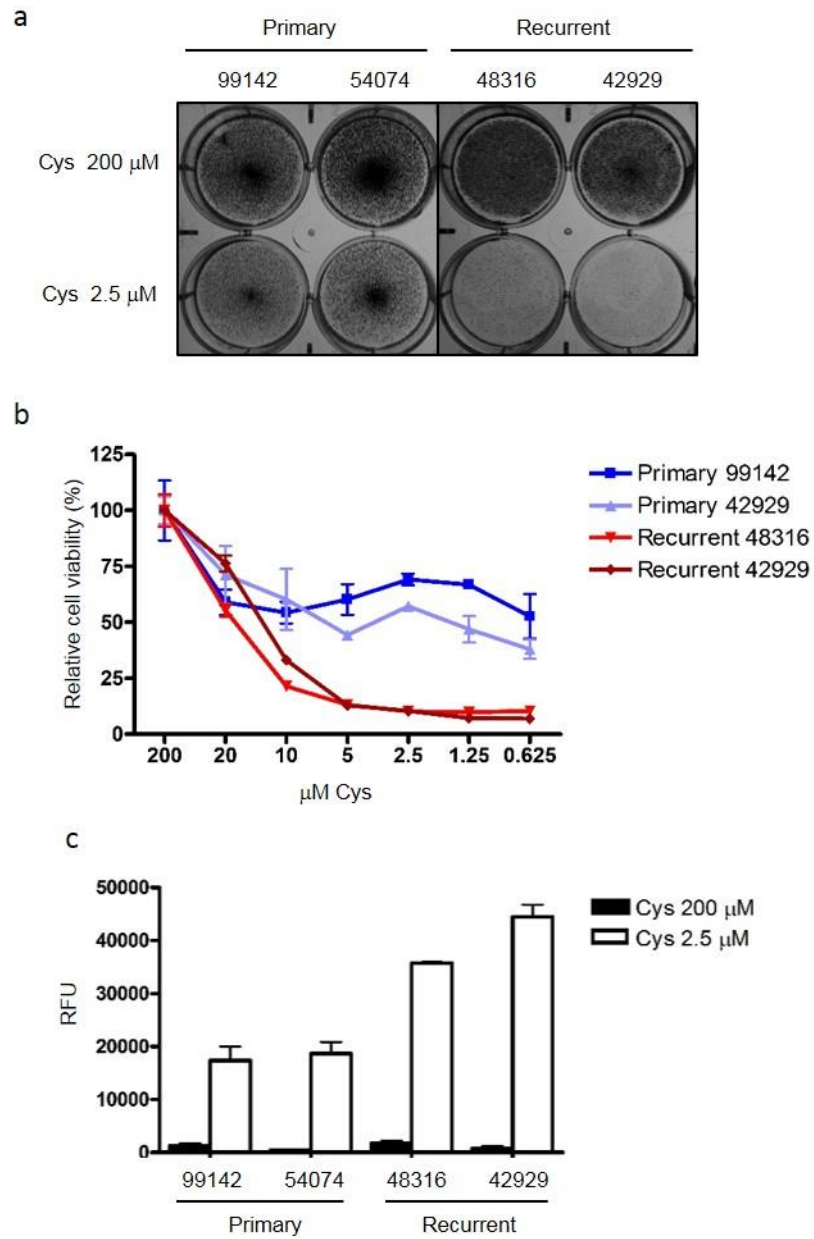 a
Primary Recurrent
99142 54074 48316 42929
Cys 200 μM
Cys 2.5 μM
b
125
100
75
50
25
0
Relative cell viability (%)
200 20 10 5 2.5 1.25 0.625
μM Cys
Primary 99142
Primary 42929
Recurrent 48316
Recurrent 42929
c
50000
40000
30000
20000
10000
0
RFU
Cys 200 μM
Cys 2.5 μM
99142 54074 48316 42929
Primary Recurrent